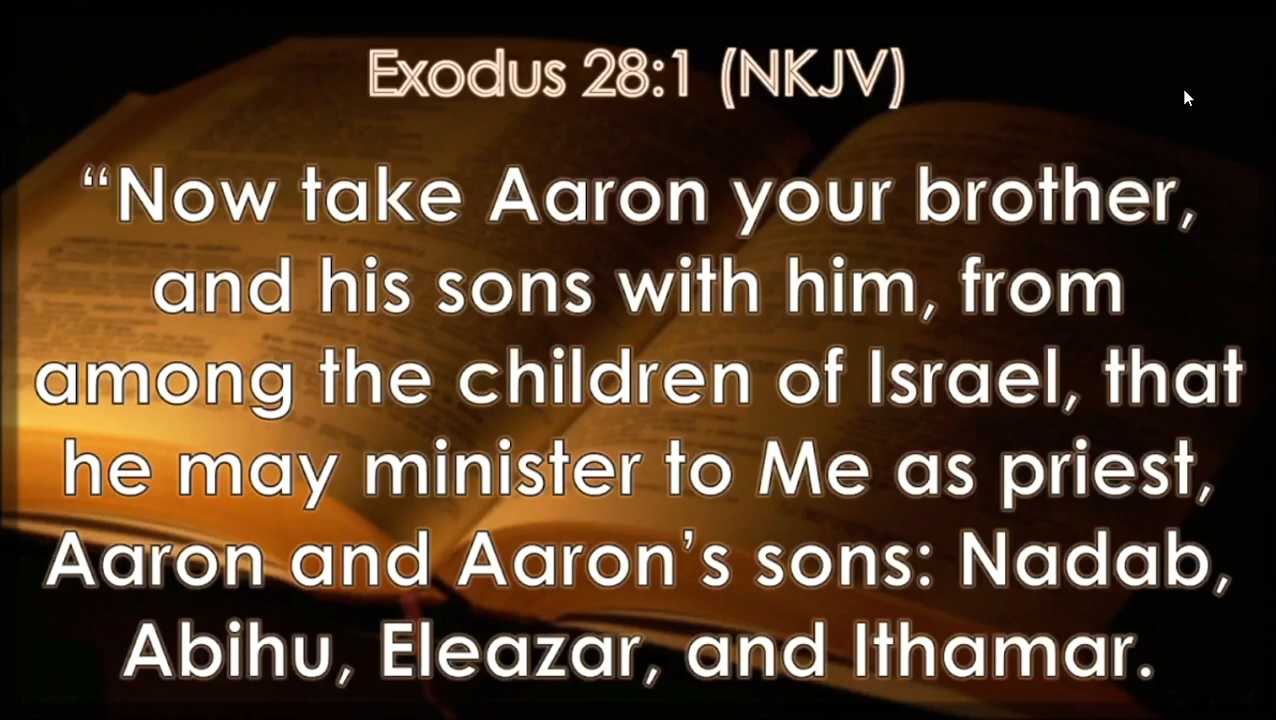 Exodus 28:1 (NKJV)
“Now take Aaron your brother,
and his sons with him, from
among the children of Israel, that
he may minister to Me as priest,
Aaron and Aaron’s sons: Nadab,
Abihu, Eleazar, and Ithamar.